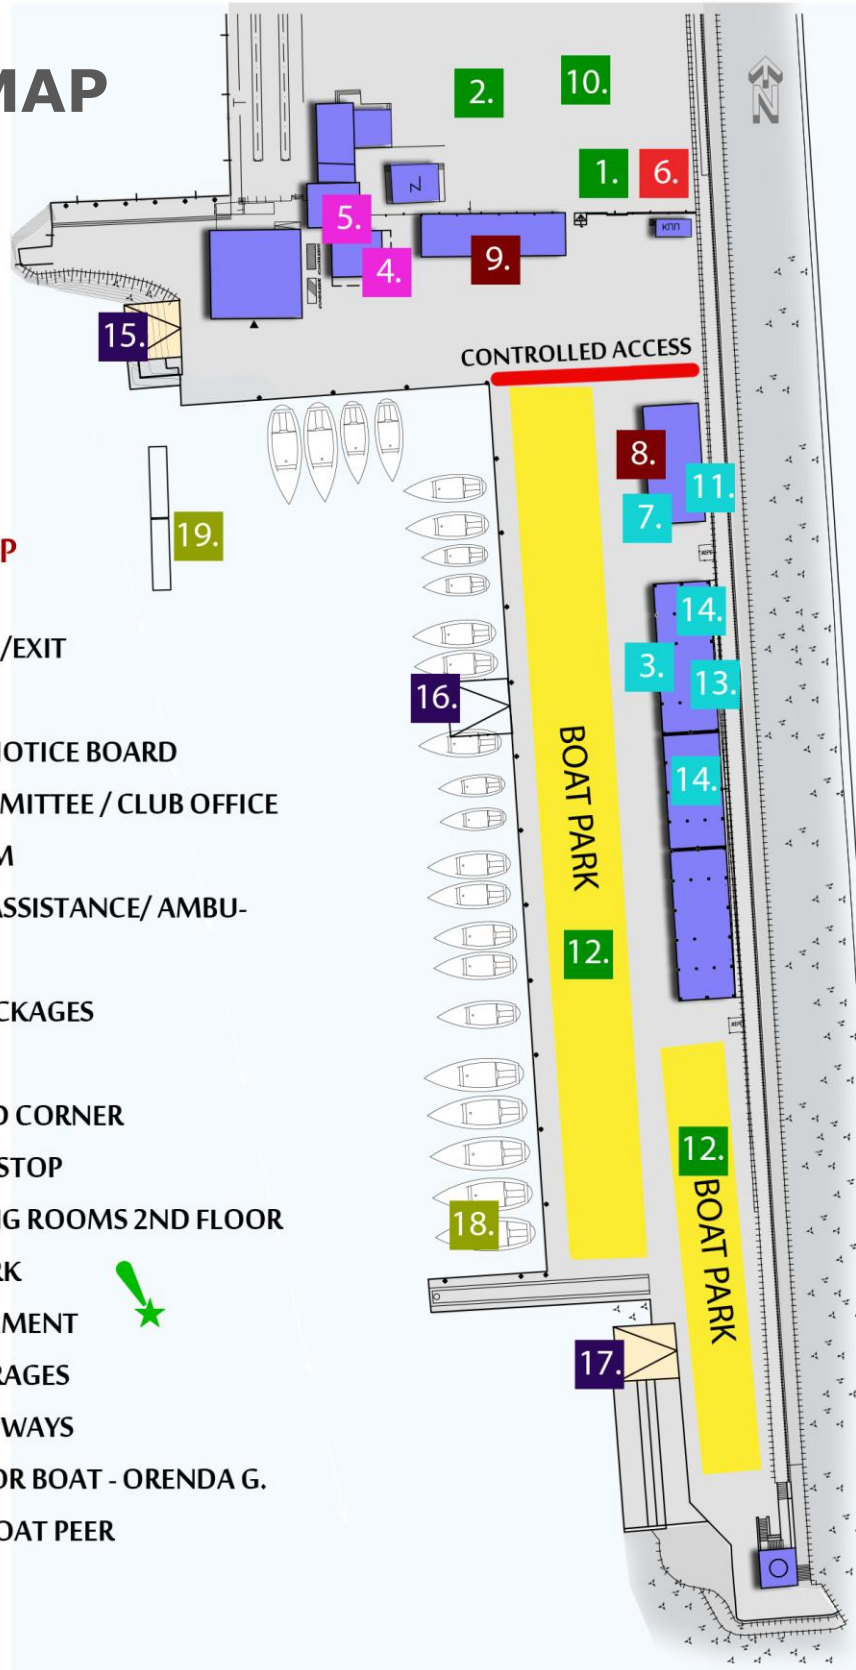 MAP
N
2.
10.
1.
6.
N
5.
4.
9.
КПП
15.
CONTROLLED ACCESS
8.
11.
7.
19.
P
/EXIT
14.
3.
13.
16.
OTICE BOARD
MITTEE / CLUB OFFICE
M
ASSISTANCE/ AMBU-
CKAGES
D CORNER
STOP
G ROOMS 2ND FLOOR
RK
EMENT
RAGES
WAYS
OR BOAT - ORENDA G.
OAT PEER
BOAT PARK
14.
12.
12.
BOAT PARK
18.
17.